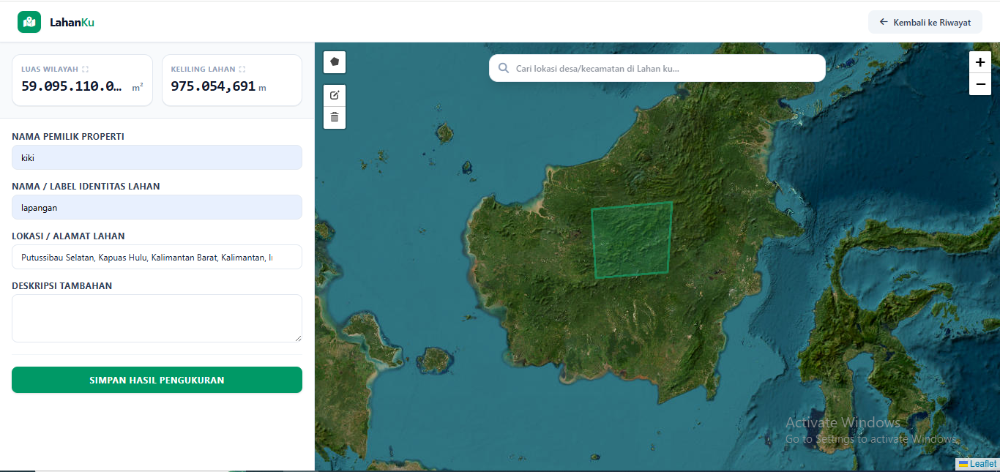 LahanKu
Kembali ke Riwayat
LUAS WILAYAH
59.095.110.0... m²
KELILING LAHAN
975.054,691 m
NAMA PEMILIK PROPERTI
kiki
NAMA / LABEL IDENTITAS LAHAN
lapangan
LOKASI / ALAMAT LAHAN
Putussibau Selatan, Kapuas Hulu, Kalimantan Barat, Kalimantan,
DESKRIPSI TAMBAHAN
SIMPAN HASIL PENGUKURAN
Cari lokasi desa/kecamatan di Lahan ku...
+
−
Activate Windows
Go to Settings to activate Windows.
Leaflet